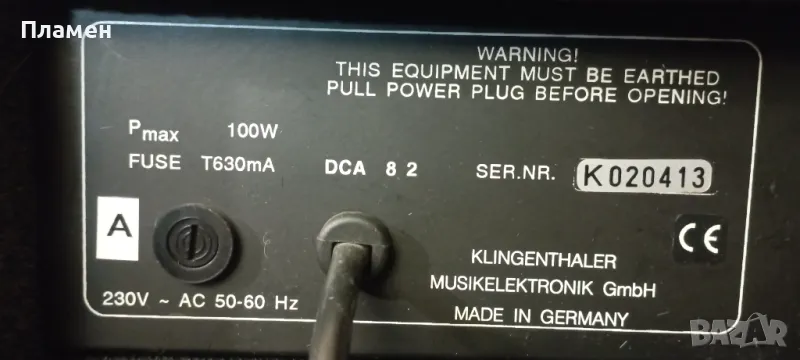 Пламен
WARNING!
THIS EQUIPMENT MUST BE EARTHED
PULL POWER PLUG BEFORE OPENING!
Pmax 100W
FUSE T630mA
DCA 8 2
SER.NR. K020413
A
CE
KLINGENTHALER
MUSIKELEKTRONIK GmbH
MADE IN GERMANY
230V ~ AC 50-60 Hz
BAZAR